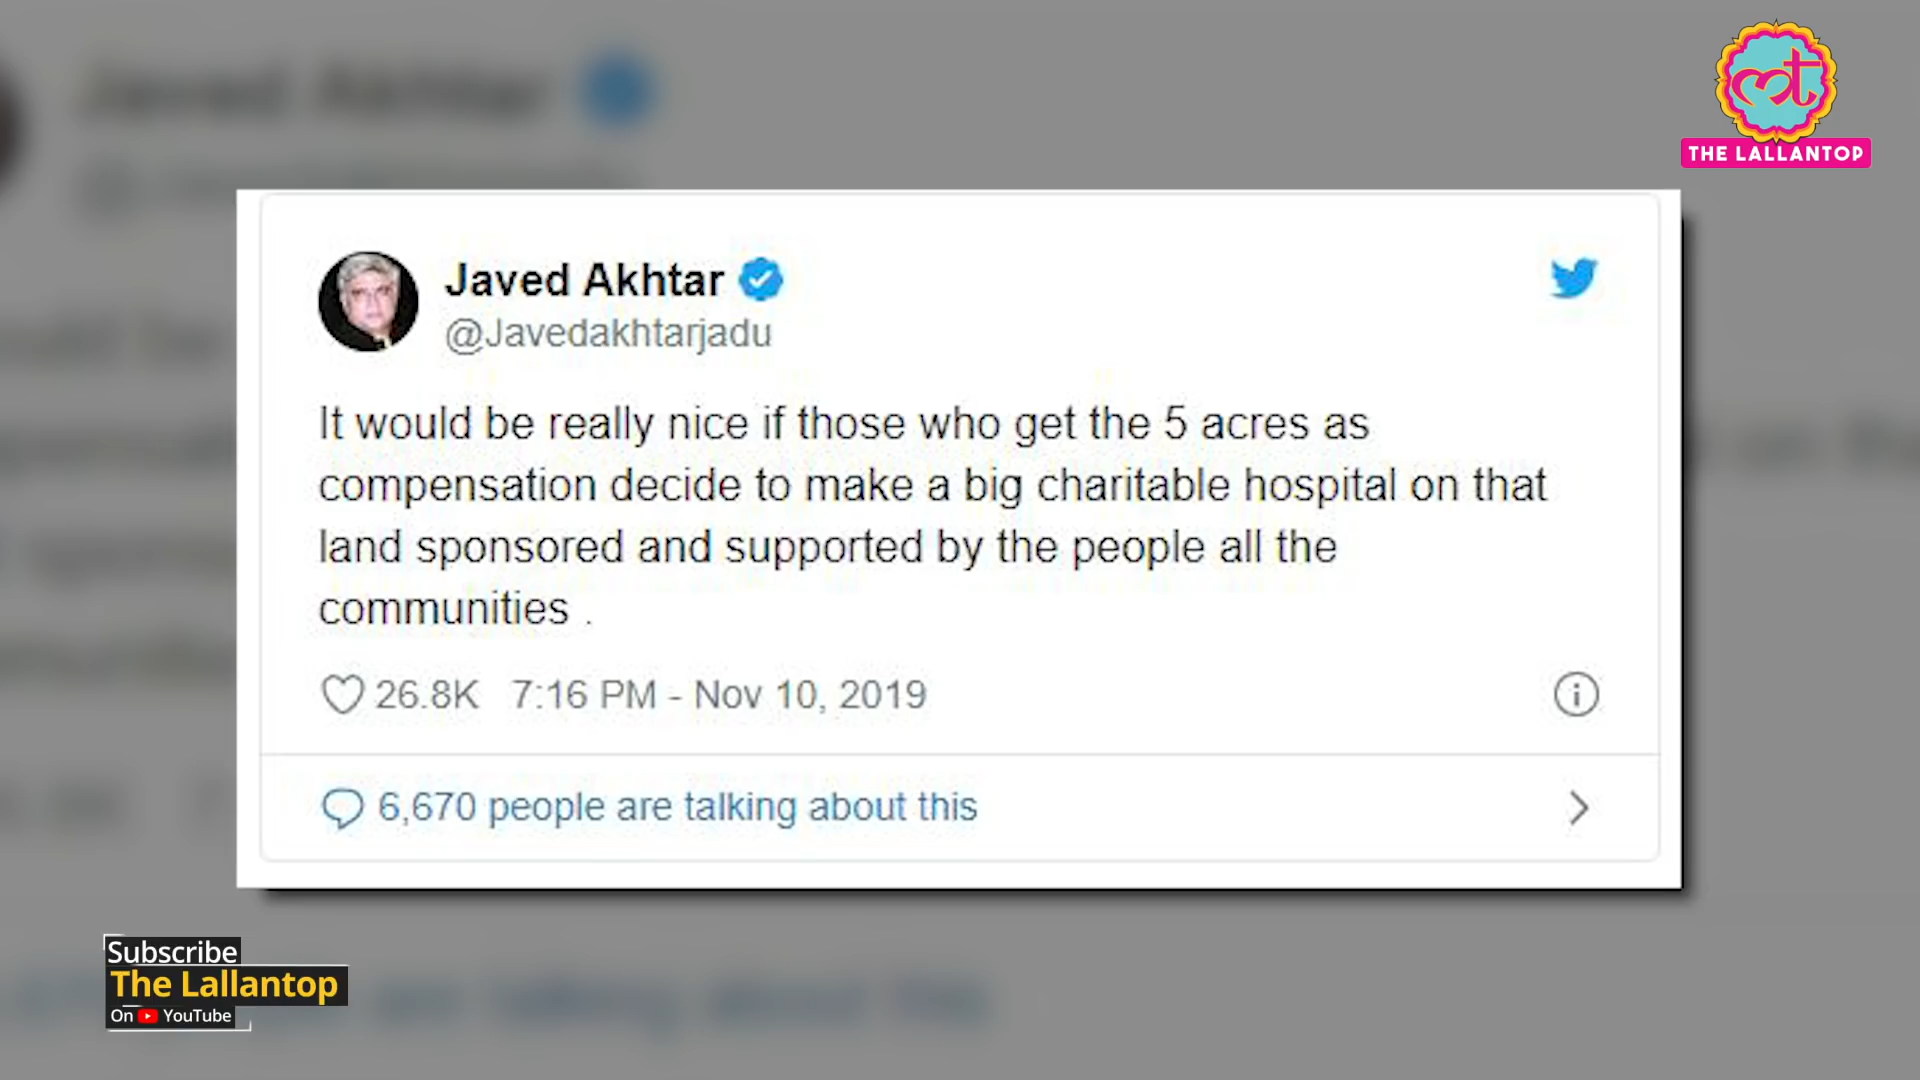 THE LALLANTOP
Javed Akhtar
@Javedakhtarjadu
It would be really nice if those who get the 5 acres as
compensation decide to make a big charitable hospital on that
land sponsored and supported by the people all the
communities .
26.8K 7:16 PM - Nov 10, 2019
6,670 people are talking about this
Subscribe
The Lallantop
On YouTube